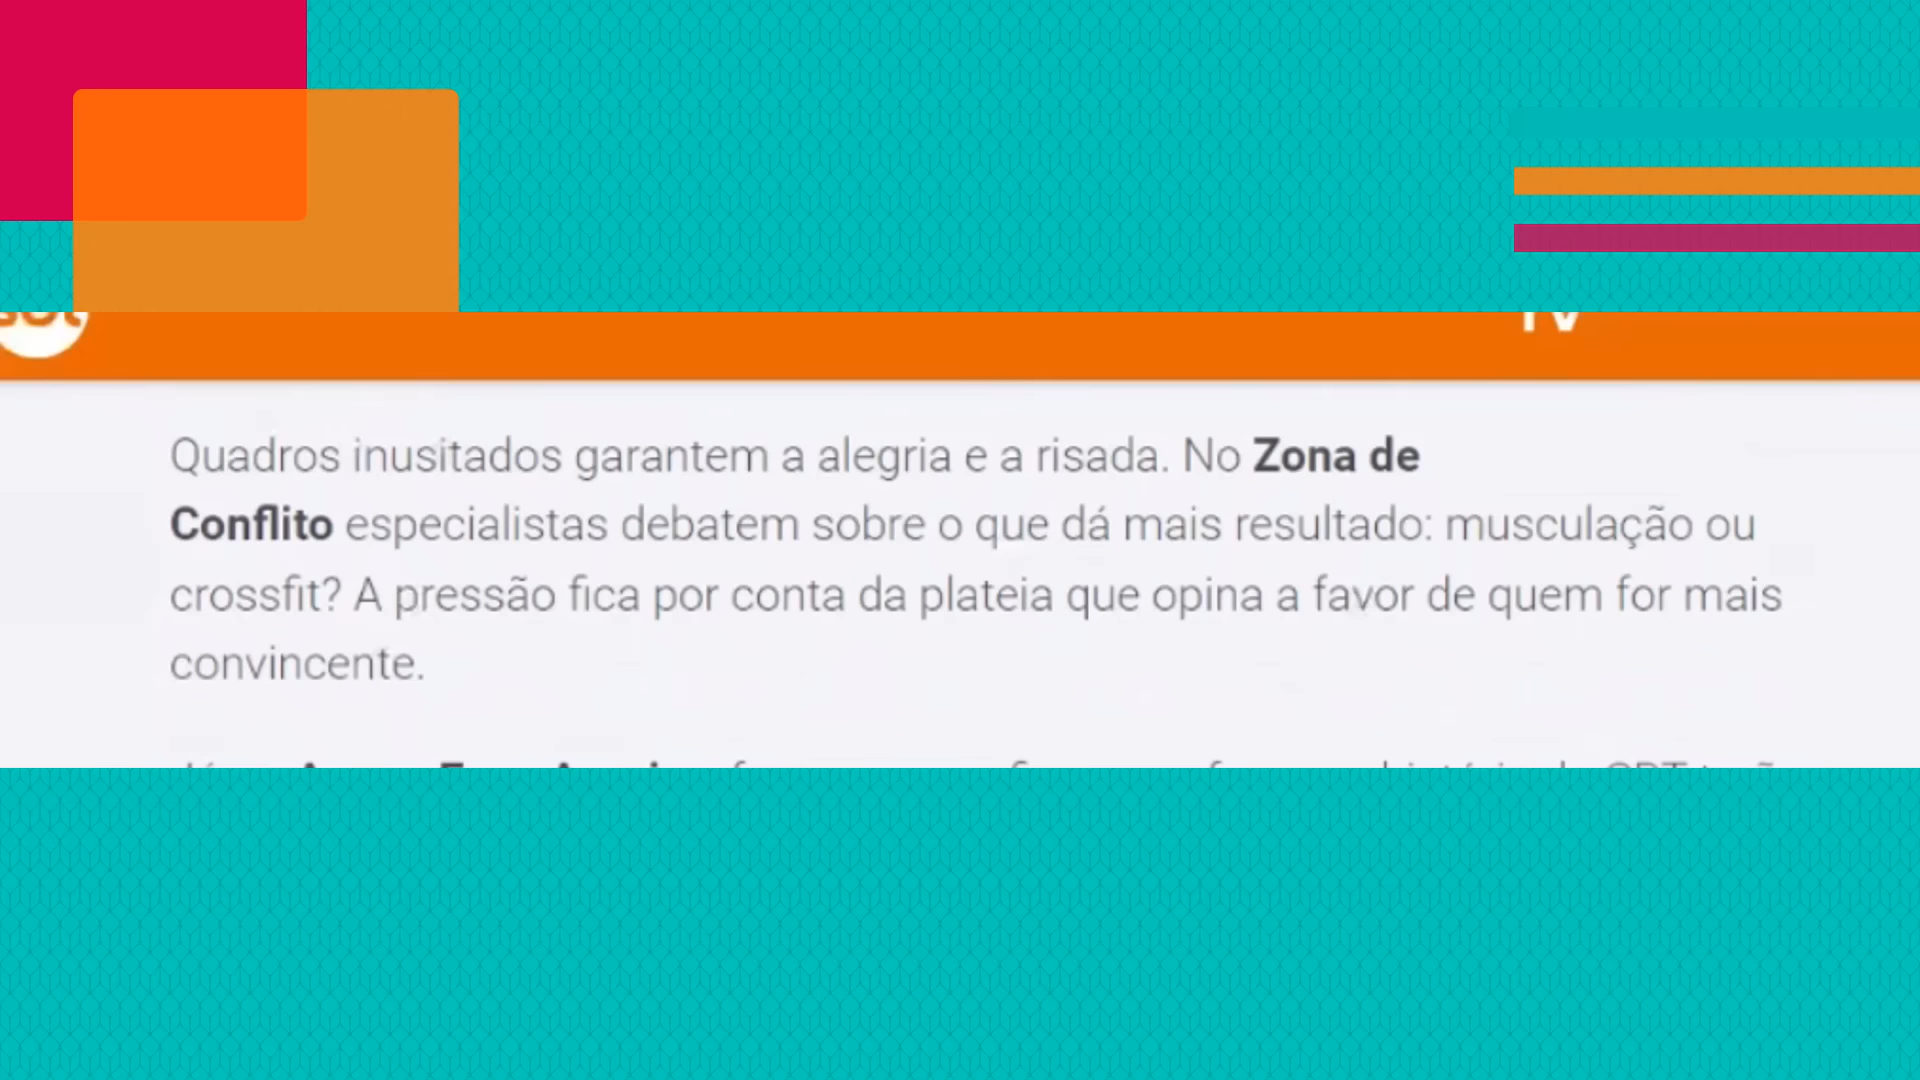 TV
Quadros inusitados garantem a alegria e a risada. No Zona de
Conflito especialistas debatem sobre o que dá mais resultado: musculação ou
crossfit? A pressão fica por conta da plateia que opina a favor de quem for mais
convincente.